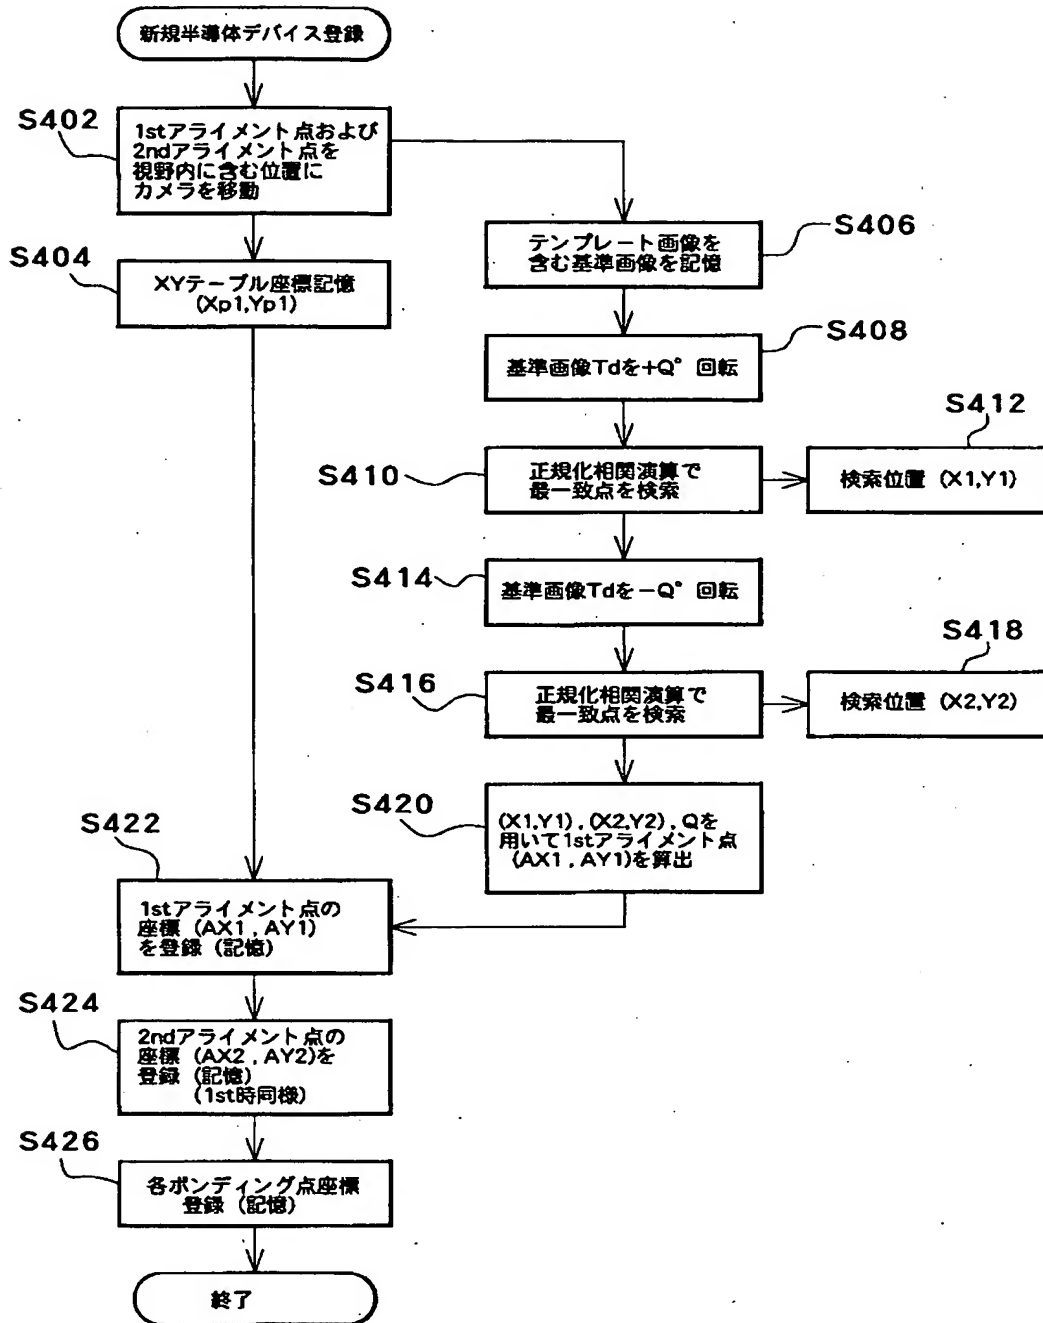 新規半導体デバイス登録
S402
1stアライメント点および
2ndアライメント点を
視野内に含む位置に
カメラを移動
S404
XYテーブル座標記憶
(Xp1,Yp1)
S406
テンプレート画像を
含む基準画像を記憶
S408
基準画像Tdを+Q° 回転
S410
正規化相関演算で
最一致点を検索
S412
検索位置 (X1,Y1)
S414
基準画像Tdを−Q° 回転
S416
正規化相関演算で
最一致点を検索
S418
検索位置 (X2,Y2)
S420
(X1,Y1) , (X2,Y2) , Qを
用いて1stアライメント点
(AX1 , AY1)を算出
S422
1stアライメント点の
座標 (AX1 , AY1)
を登録 (記憶)
S424
2ndアライメント点の
座標 (AX2 , AY2)を
登録 (記憶)
(1st時同様)
S426
各ボンディング点座標
登録 (記憶)
終了